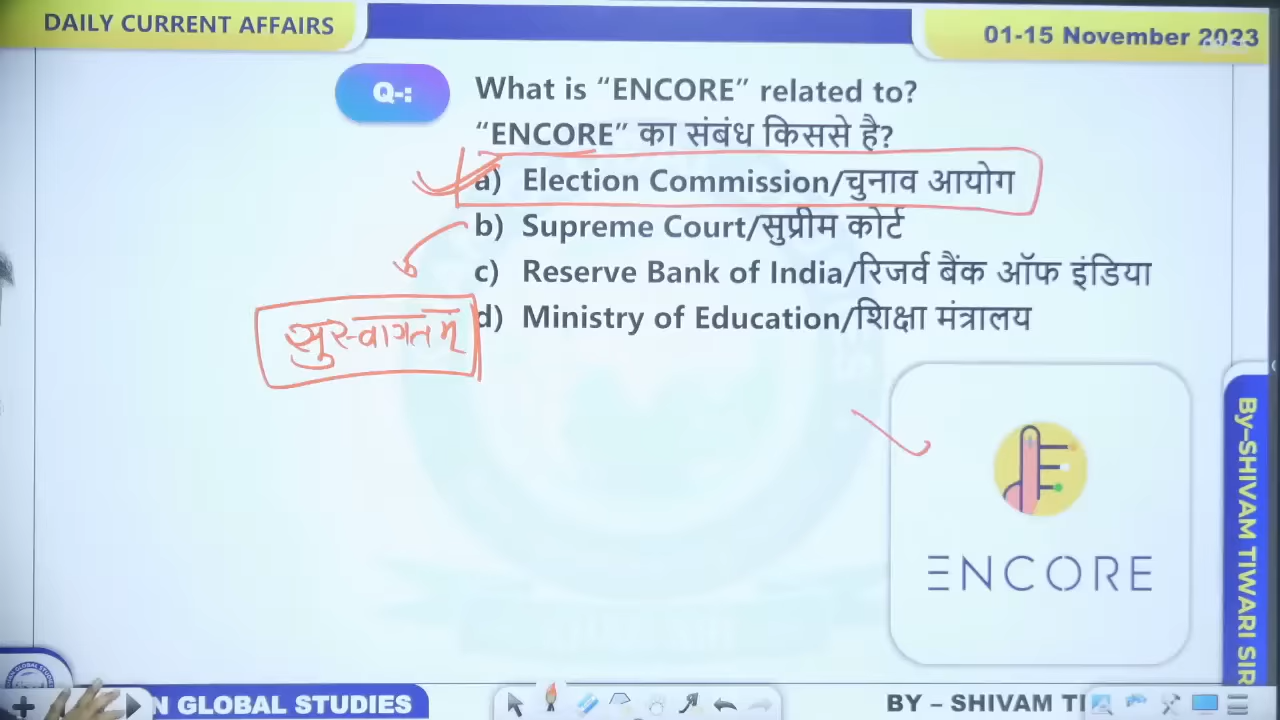 DAILY CURRENT AFFAIRS
01-15 November 2023
Q-:
What is “ENCORE” related to?
“ENCORE” का संबंध किससे है?
a) Election Commission/चुनाव आयोग
b) Supreme Court/सुप्रीम कोर्ट
c) Reserve Bank of India/रिजर्व बैंक ऑफ इंडिया
d) Ministry of Education/शिक्षा मंत्रालय
सुस्वागतम्
ENCORE
By–SHIVAM TIWARI SIR
N GLOBAL STUDIES
BY – SHIVAM TI